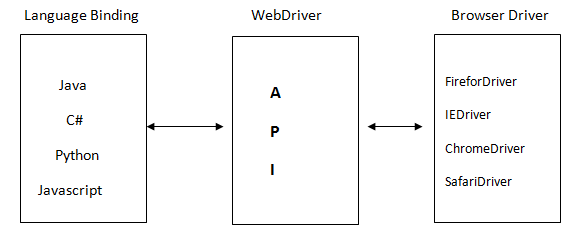 Language Binding
Java
C#
Python
Javascript
WebDriver
A
P
I
Browser Driver
FireforDriver
IEDriver
ChromeDriver
SafariDriver